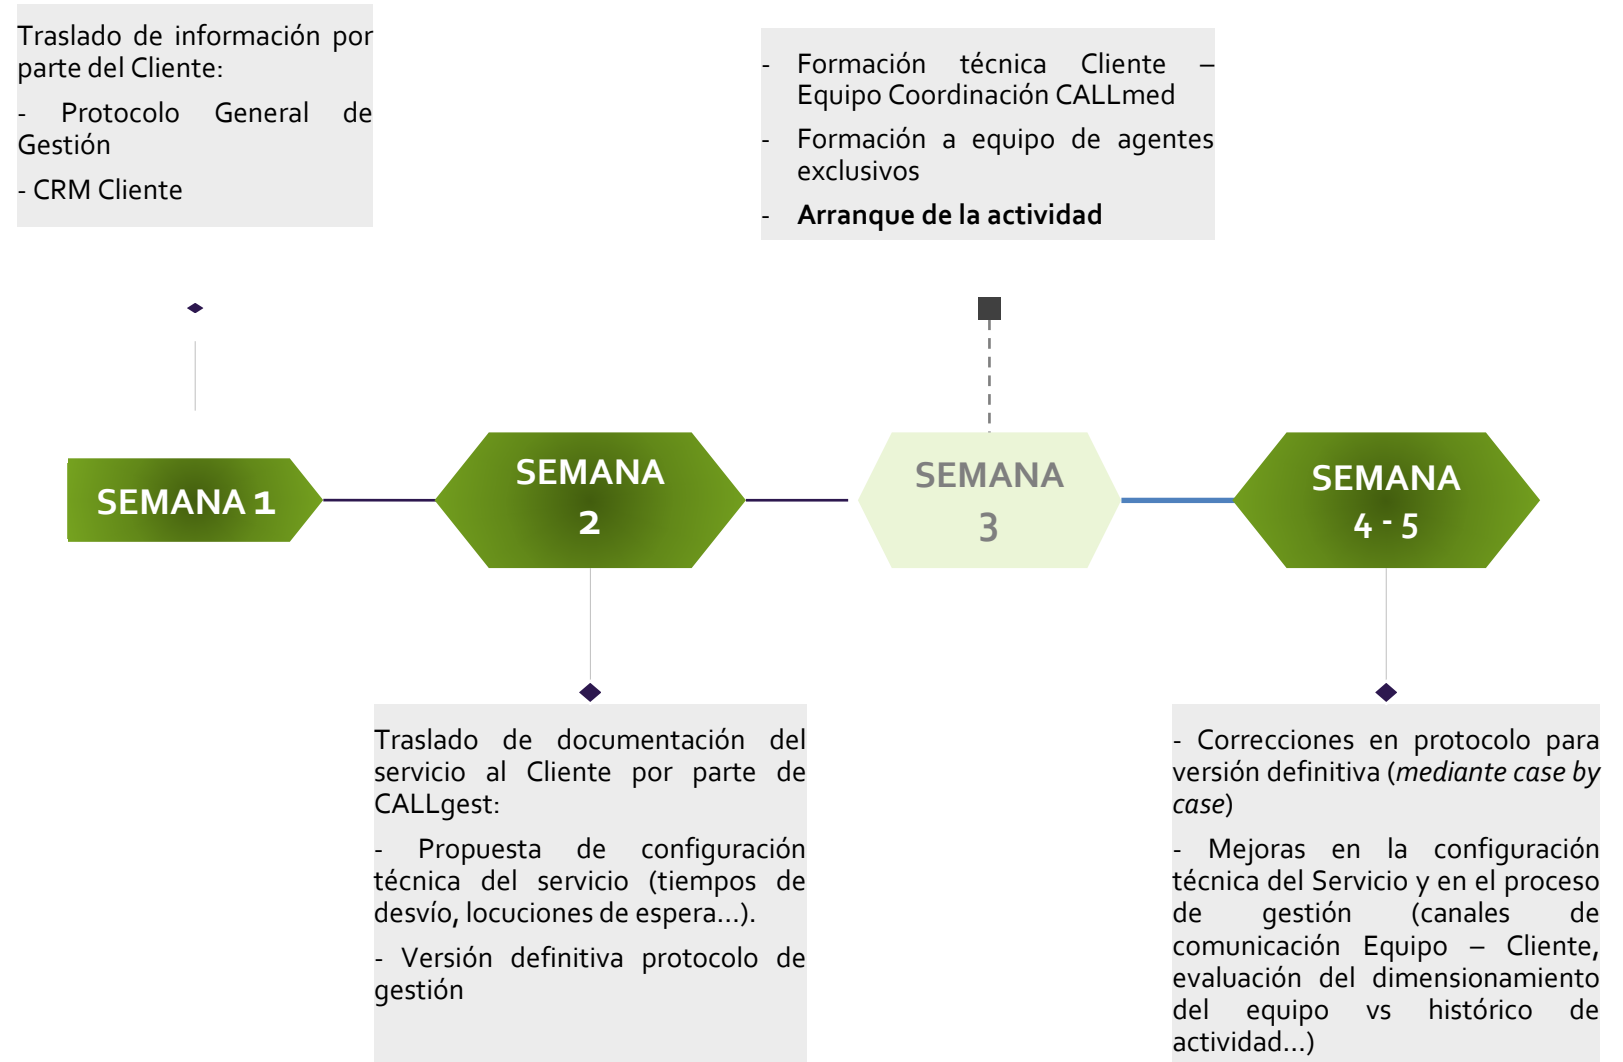 Traslado de información por
parte del Cliente:
- Protocolo General de
Gestión
- CRM Cliente
- Formación técnica Cliente –
Equipo Coordinación CALLmed
- Formación a equipo de agentes
exclusivos
- Arranque de la actividad
SEMANA 1
SEMANA
2
SEMANA
3
SEMANA
4 - 5
Traslado de documentación del
servicio al Cliente por parte de
CALLgest:
- Propuesta de configuración
técnica del servicio (tiempos de
desvío, locuciones de espera…).
- Versión definitiva protocolo de
gestión
- Correcciones en protocolo para
versión definitiva (mediante case by
case)
- Mejoras en la configuración
técnica del Servicio y en el proceso
de gestión (canales de
comunicación Equipo – Cliente,
evaluación del dimensionamiento
del equipo vs histórico de
actividad…)